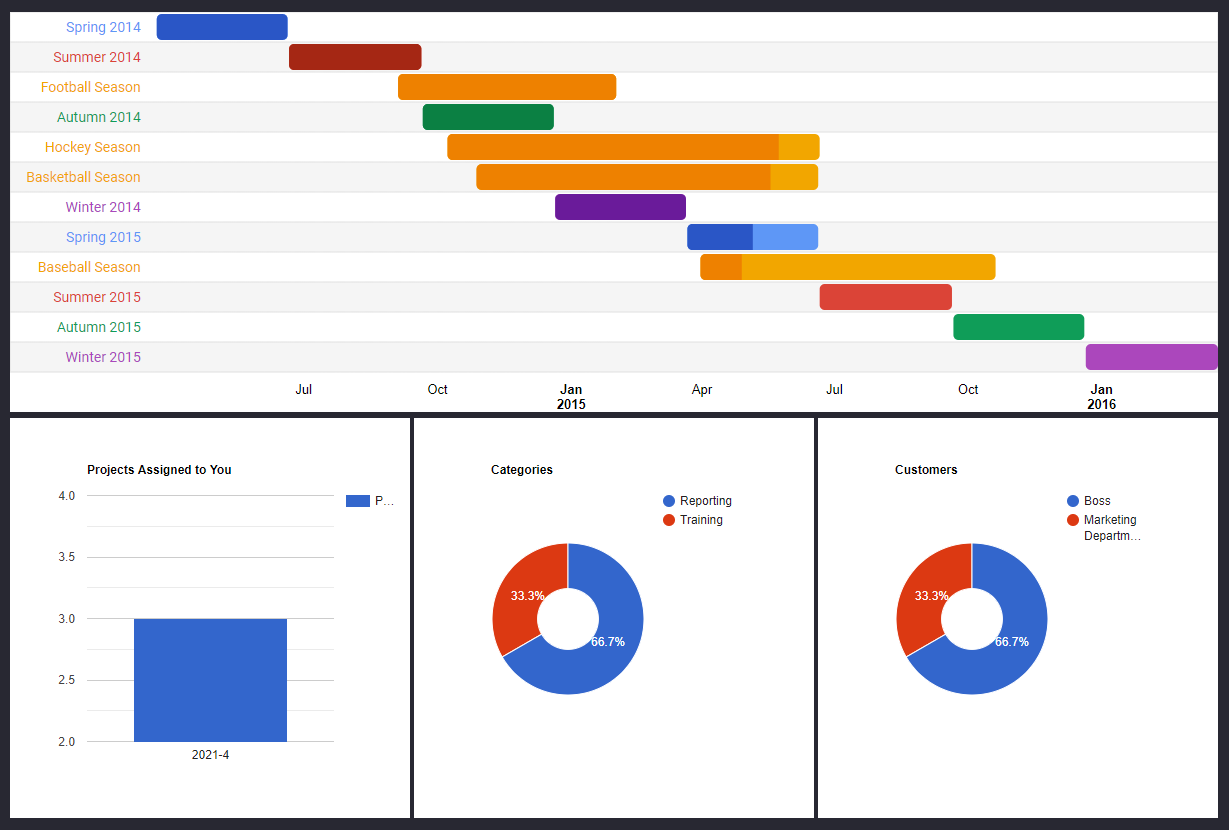 Spring 2014
Summer 2014
Football Season
Autumn 2014
Hockey Season
Basketball Season
Winter 2014
Spring 2015
Baseball Season
Summer 2015
Autumn 2015
Winter 2015
Jul Oct Jan Apr Jul Oct Jan
2015 2016
Projects Assigned to You
4.0
P...
3.5
3.0
2.5
2.0
2021-4
Categories
Reporting
Training
33.3%
66.7%
Customers
Boss
Marketing
Departm...
33.3%
66.7%